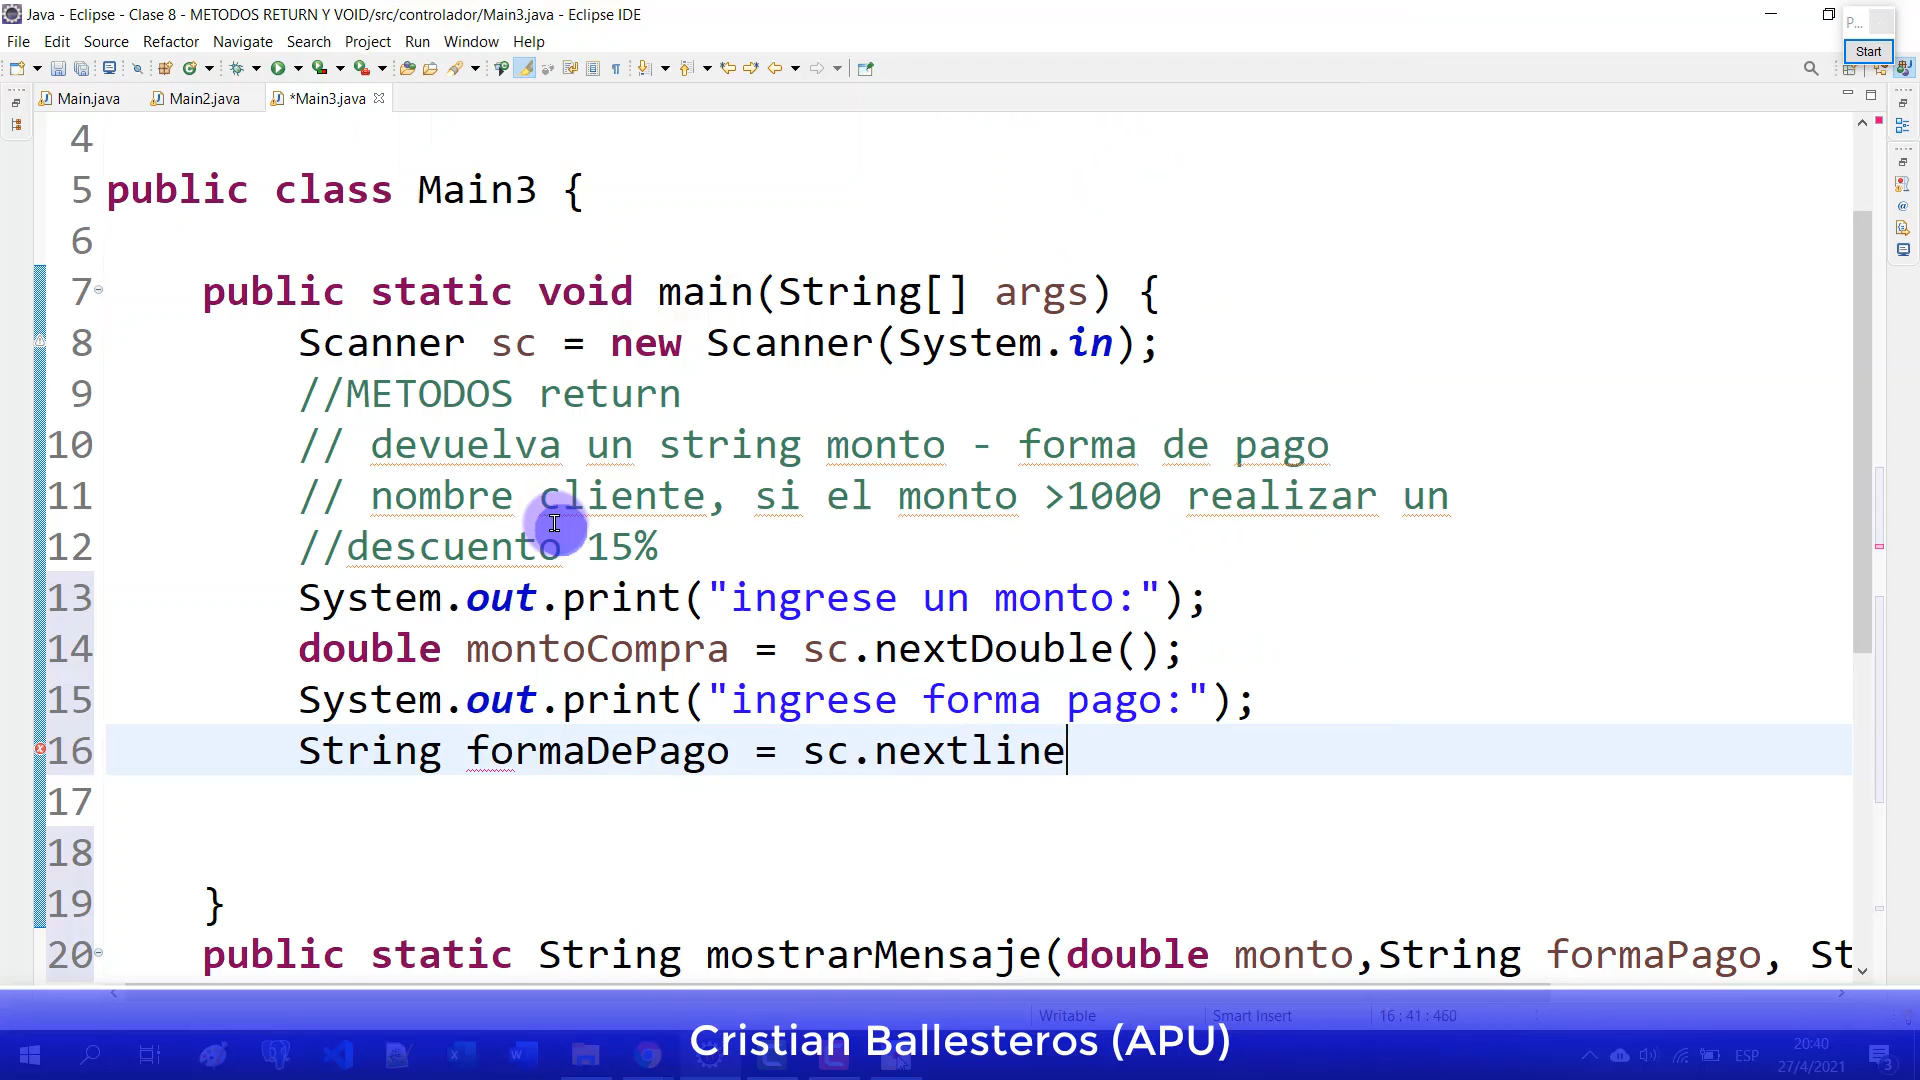 Java - Eclipse - Clase 8 - METODOS RETURN Y VOID/src/controlador/Main3.java - Eclipse IDE
P...
File Edit Source Refactor Navigate Search Project Run Window Help
Start
Main.java Main2.java *Main3.java
4
5 public class Main3 {
6
7 public static void main(String[] args) {
8 Scanner sc = new Scanner(System.in);
9 //METODOS return
10 // devuelva un string monto - forma de pago
11 // nombre cliente, si el monto >1000 realizar un
12 //descuento 15%
13 System.out.print("ingrese un monto:");
14 double montoCompra = sc.nextDouble();
15 System.out.print("ingrese forma pago:");
16 String formaDePago = sc.nextline
17
18
19 }
20 public static String mostrarMensaje(double monto,String formaPago, St
Writable Smart Insert 16 : 41 : 460
Cristian Ballesteros (APU)
ESP
20:40
27/4/2021
3